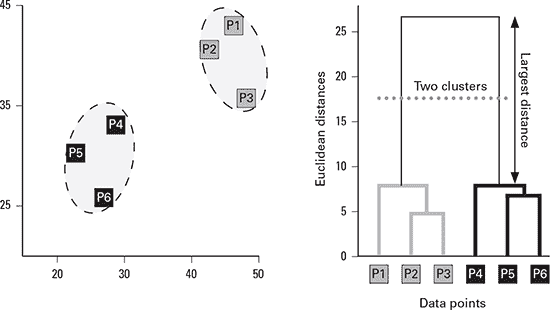 45
35
25
20
30
40
50
P1
P2
P3
P4
P5
P6
Euclidean distances
25
20
15
10
5
0
Two clusters
Largest distance
P1 P2 P3 P4 P5 P6
Data points